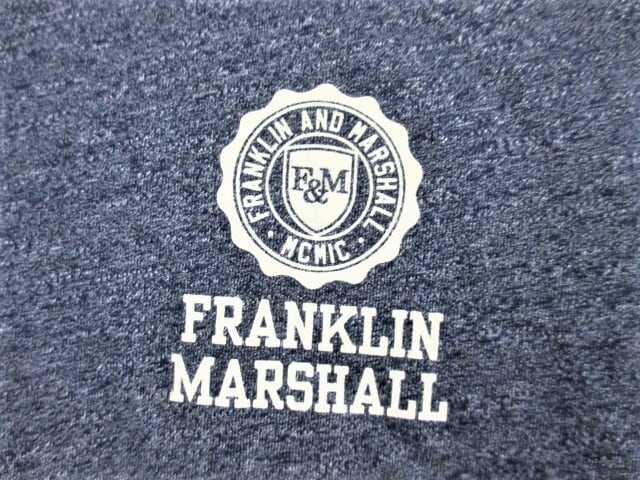 FRANKLIN AND MARSHALL
F&M
· MCMIC ·
FRANKLIN
MARSHALL